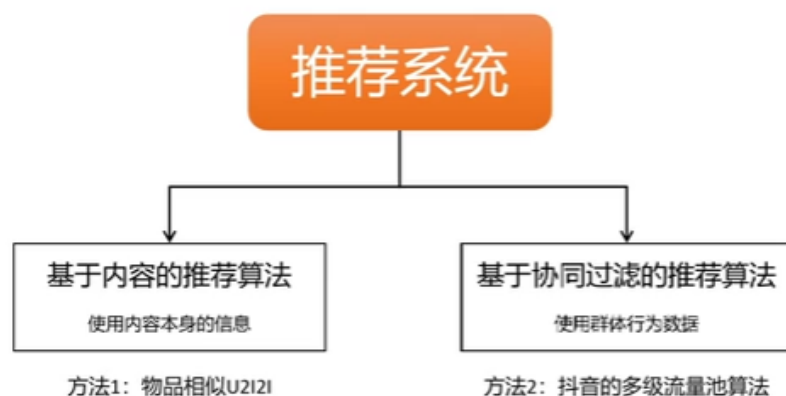 推荐系统
基于内容的推荐算法
使用内容本身的信息
方法1：物品相似U2I2I
基于协同过滤的推荐算法
使用群体行为数据
方法2：抖音的多级流量池算法